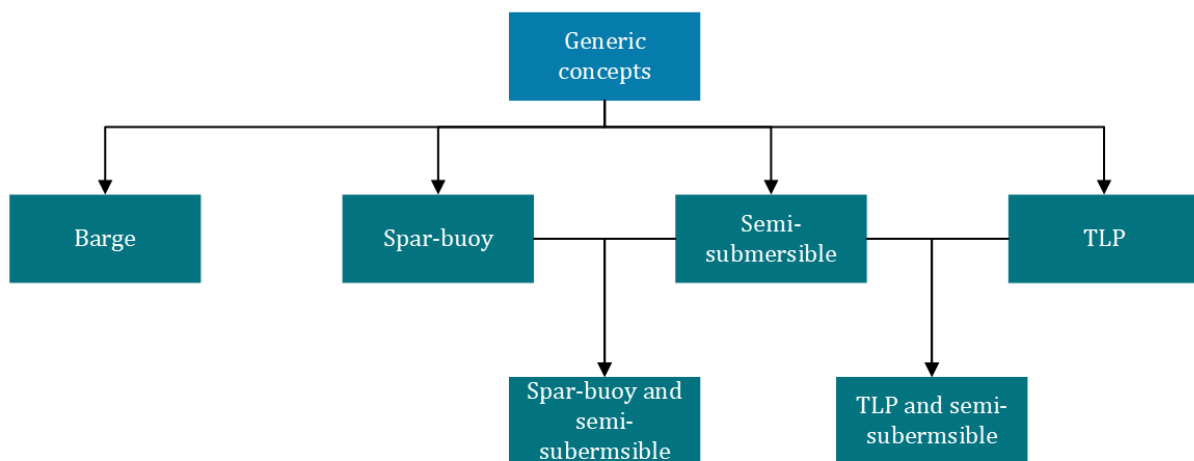 Generic
concepts
Barge
Spar-buoy
Semi-
submersible
TLP
Spar-buoy and
semi-
subermsible
TLP and semi-
subermsible